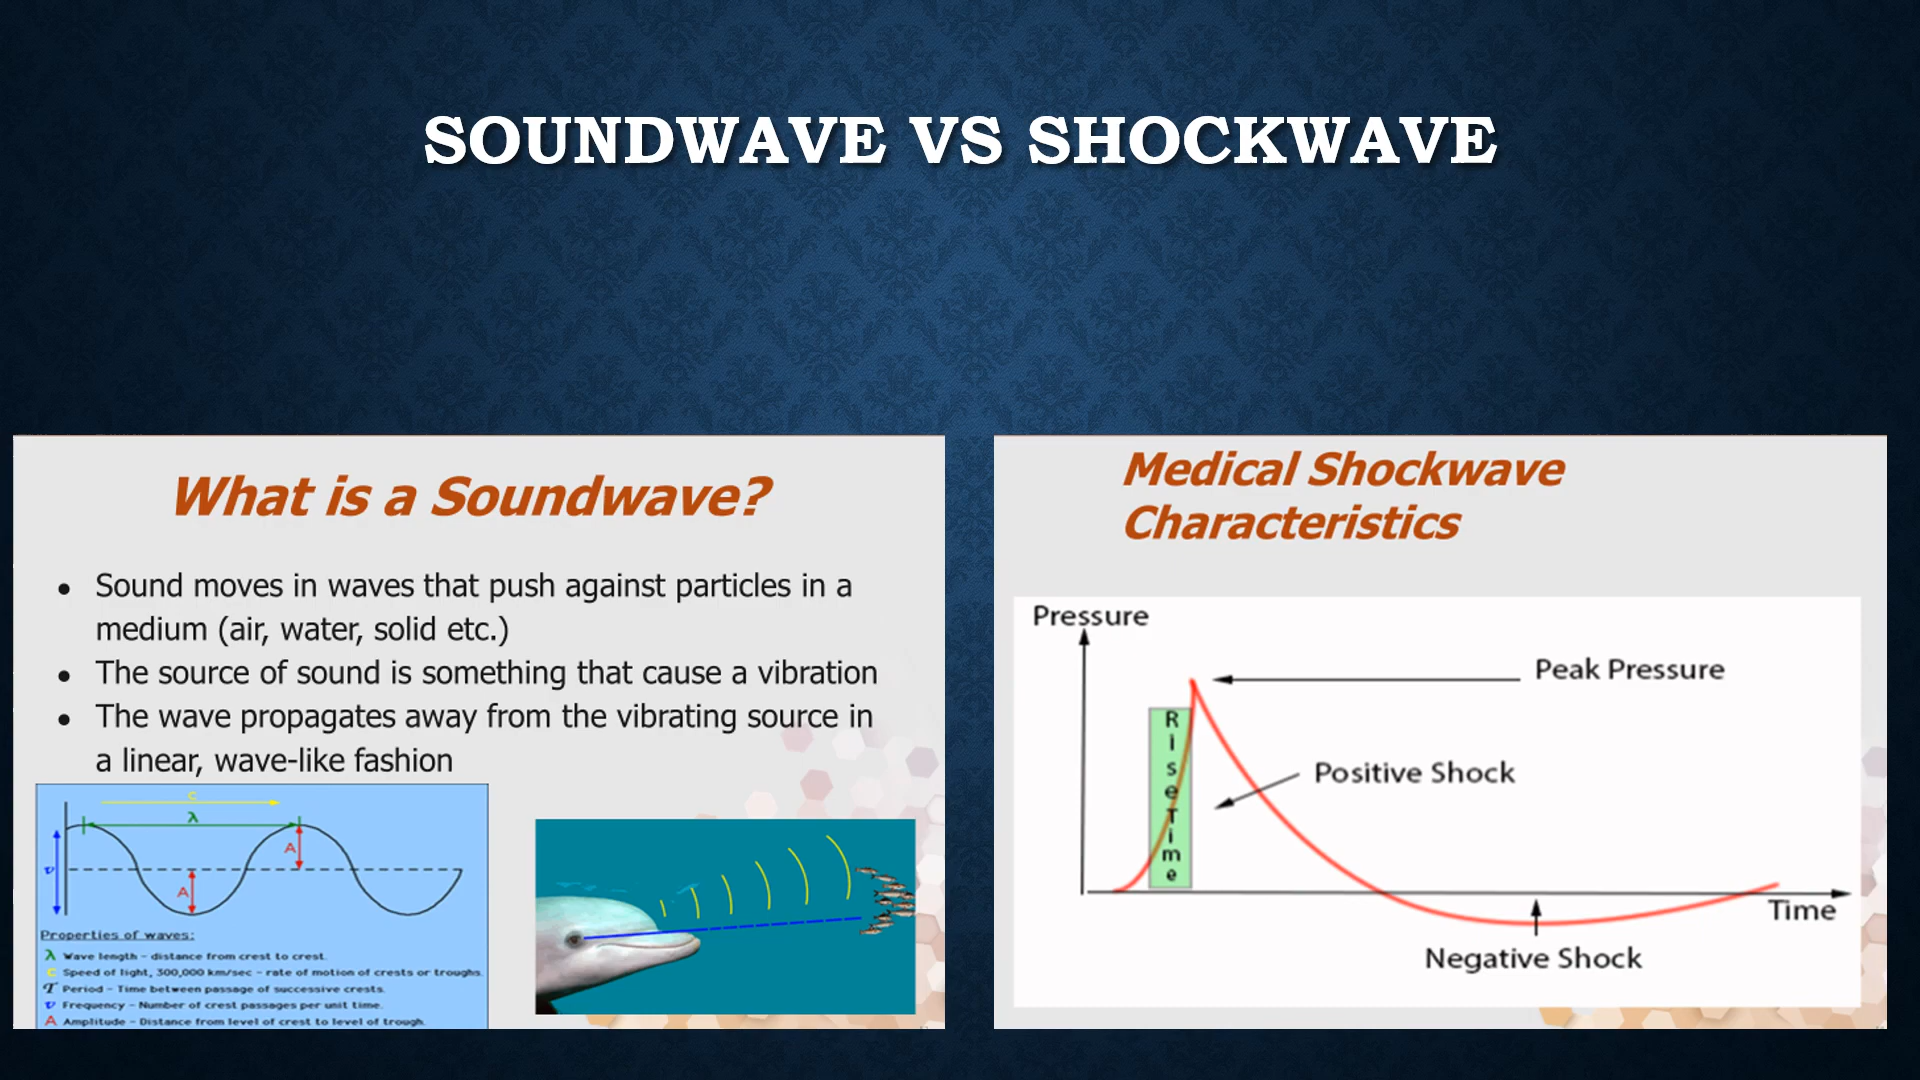 SOUNDWAVE VS SHOCKWAVE
What is a Soundwave?
• Sound moves in waves that push against particles in a
medium (air, water, solid etc.)
• The source of sound is something that cause a vibration
• The wave propagates away from the vibrating source in
a linear, wave-like fashion
c
λ
A
ν
A
Properties of waves:
λ Wave length - distance from crest to crest.
c Speed of light, 300,000 km/sec - rate of motion of crests or troughs.
T Period - Time between passage of successive crests.
ν Frequency - Number of crest passages per unit time.
A Amplitude - Distance from level of crest to level of trough.
Medical Shockwave
Characteristics
Pressure
Peak Pressure
Rise Time
Positive Shock
Time
Negative Shock